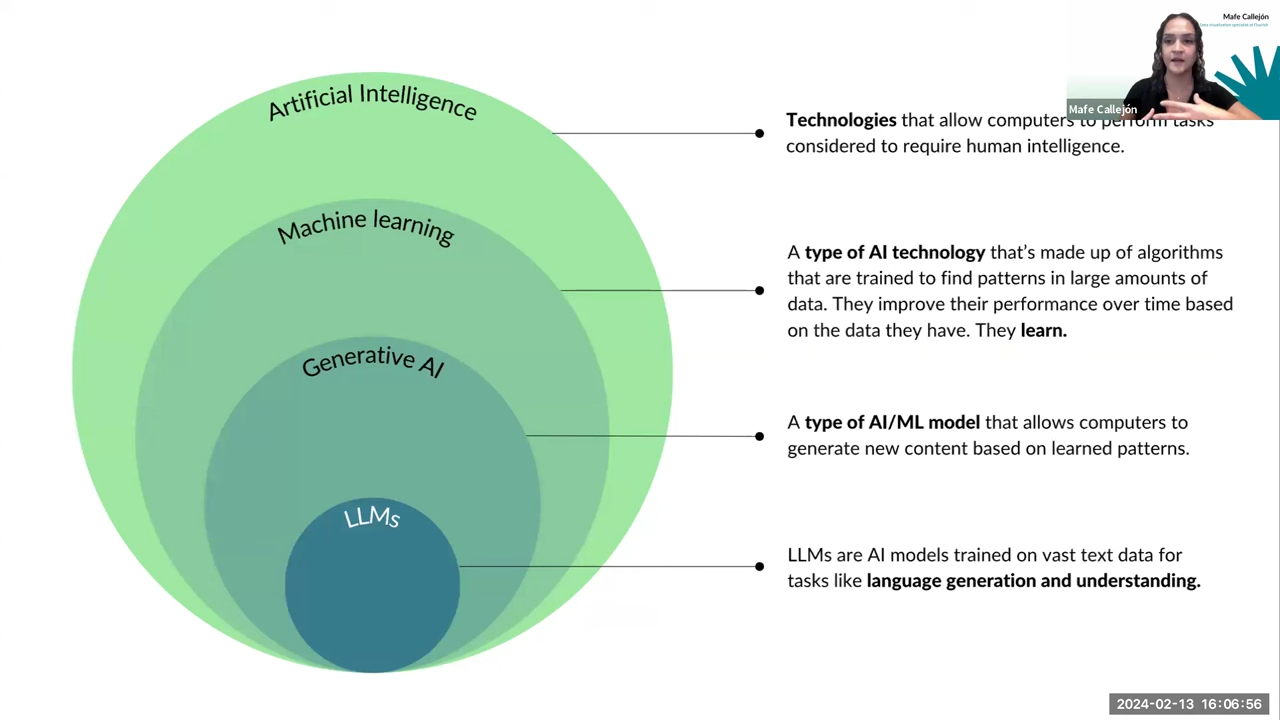 Artificial Intelligence
Machine learning
Generative AI
LLMs
Technologies that allow computers to perform tasks
considered to require human intelligence.
A type of AI technology that’s made up of algorithms
that are trained to find patterns in large amounts of
data. They improve their performance over time based
on the data they have. They learn.
A type of AI/ML model that allows computers to
generate new content based on learned patterns.
LLMs are AI models trained on vast text data for
tasks like language generation and understanding.
Mafe Callejón
Data visualisation specialist at Flourish
Mafe Callejón
2024-02-13 16:06:56